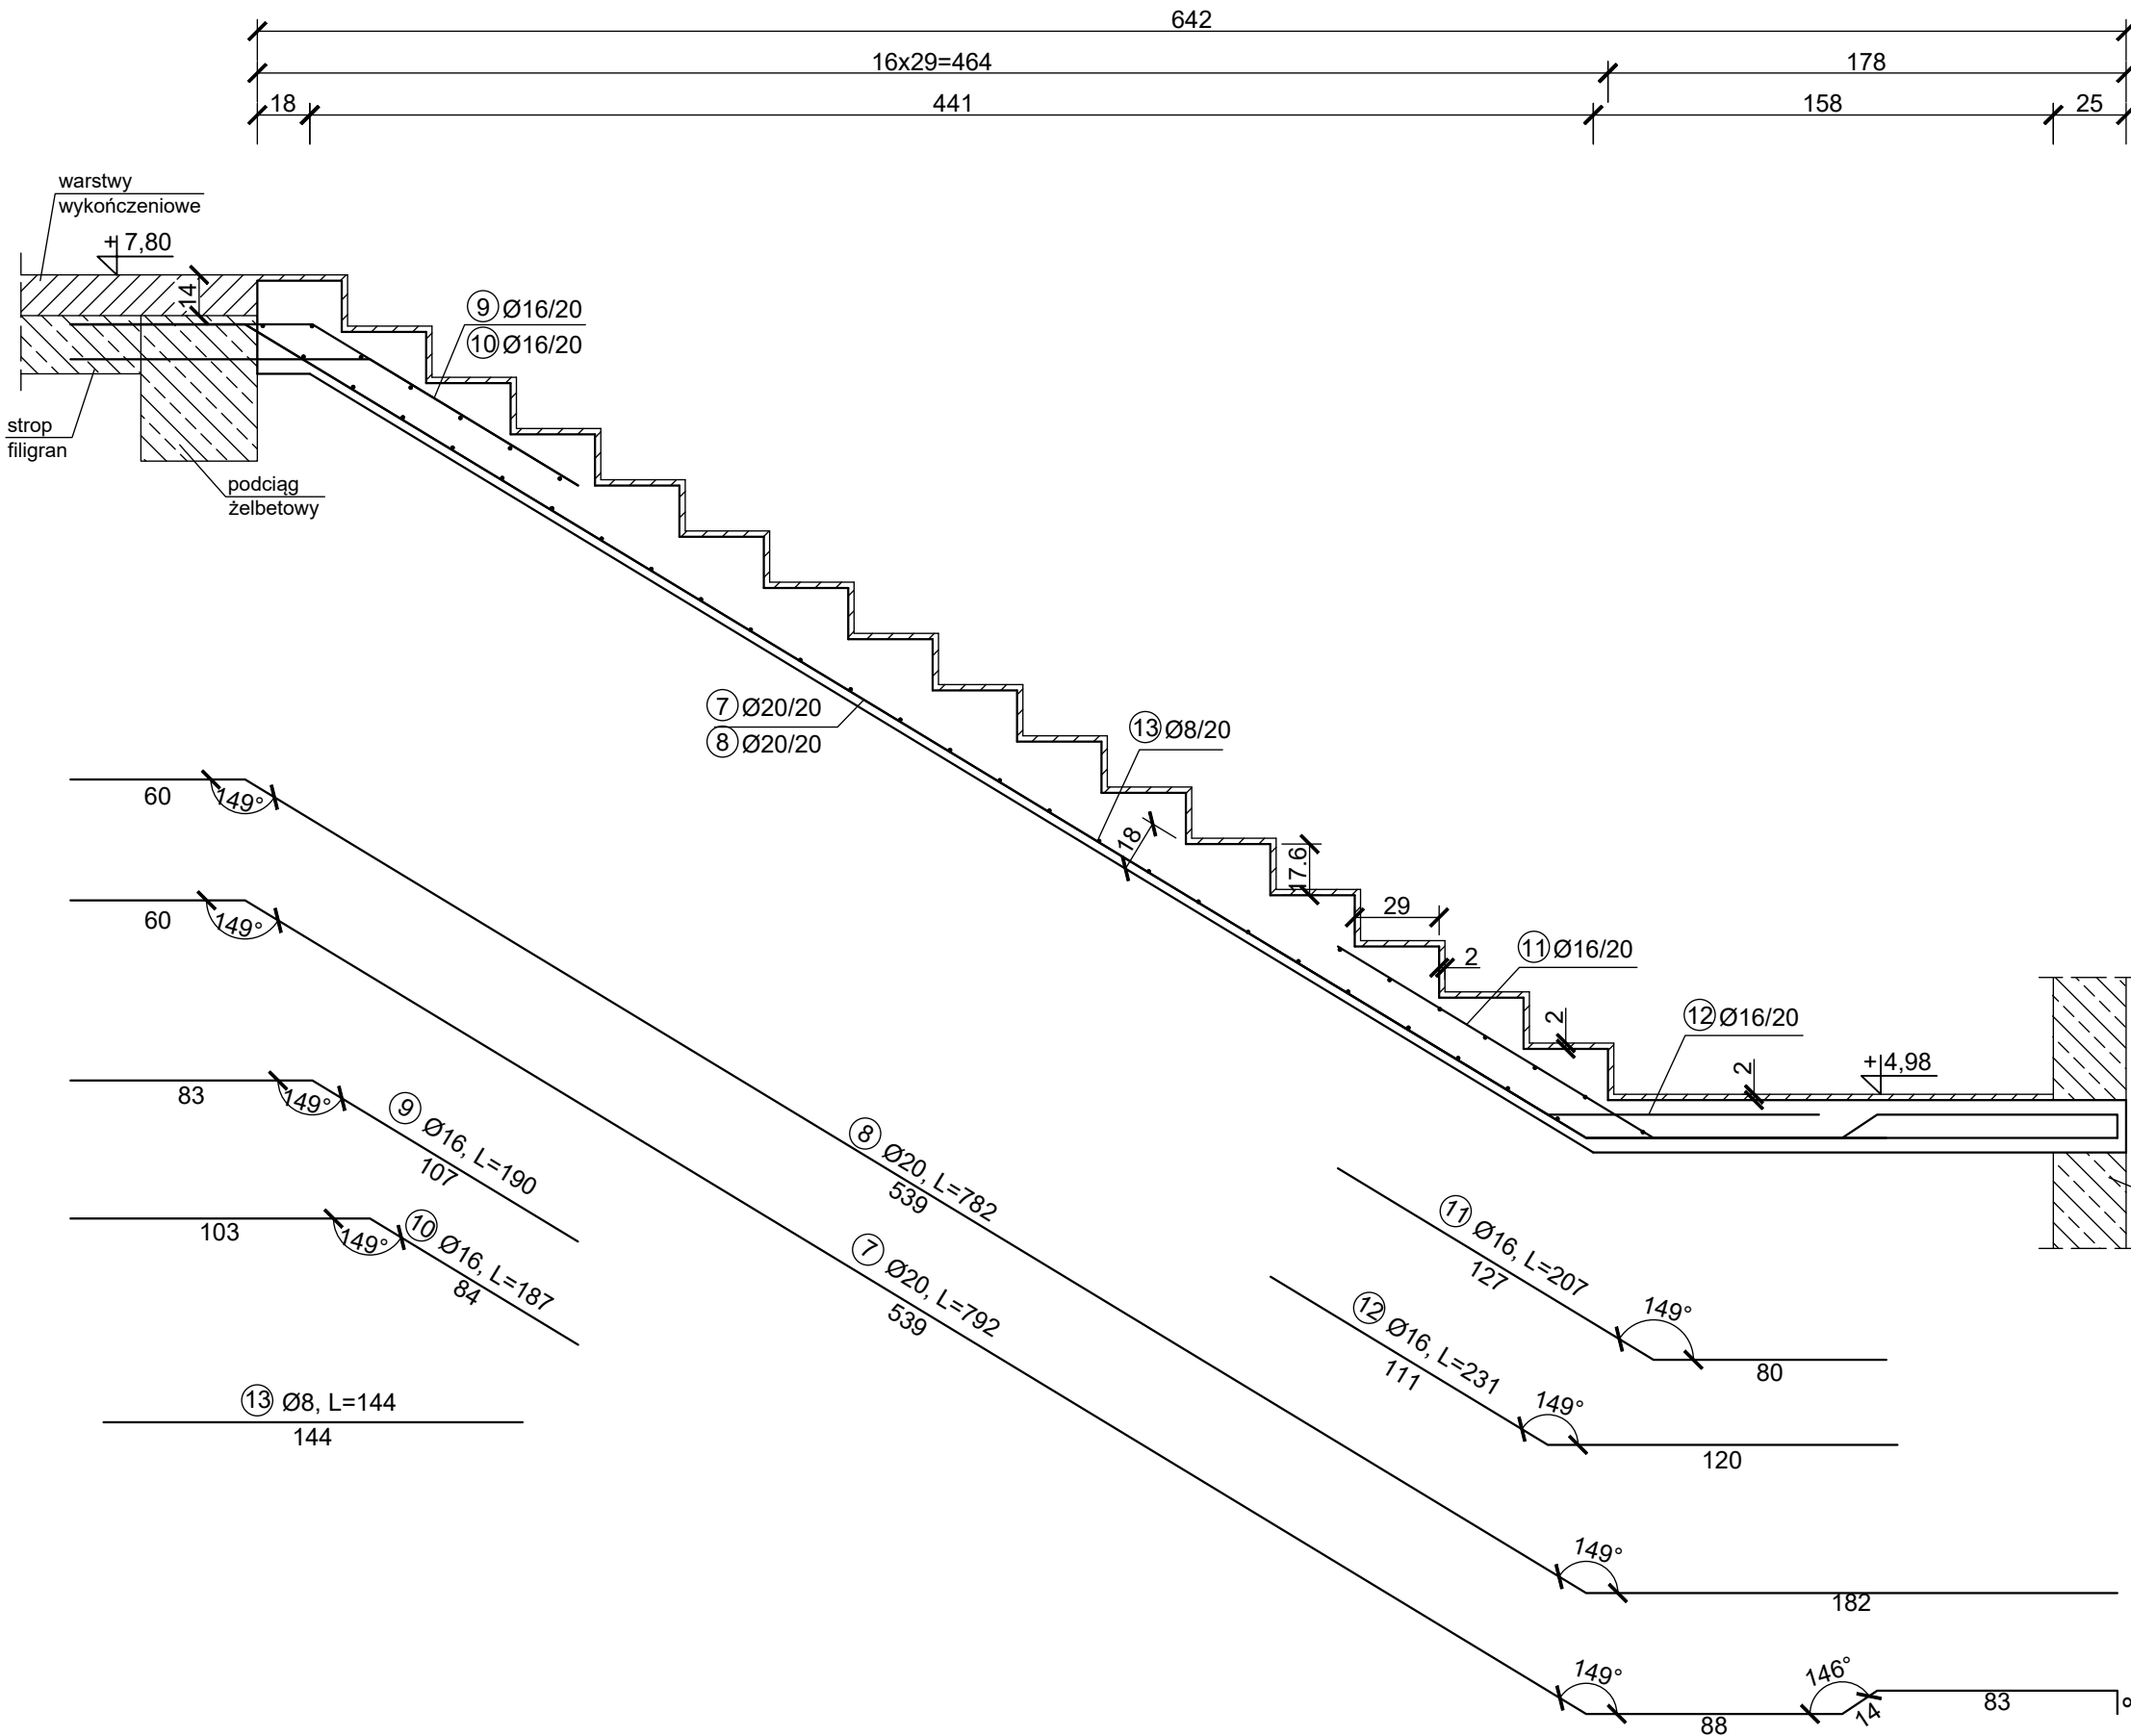 642
16x29=464
178
18
441
158
25
warstwy
wykończeniowe
+7,80
14
9 Ø16/20
10 Ø16/20
strop
filigran
podciąg
żelbetowy
7 Ø20/20
8 Ø20/20
13 Ø8/20
18
17.6
29
2
11 Ø16/20
2
12 Ø16/20
2
+4,98
60
149°
60
149°
83
149°
9 Ø16, L=190
107
103
149°
10 Ø16, L=187
84
8 Ø20, L=782
539
7 Ø20, L=792
539
11 Ø16, L=207
127
149°
80
12 Ø16, L=231
111
149°
120
13 Ø8, L=144
144
149°
182
149°
88
146°
14
83